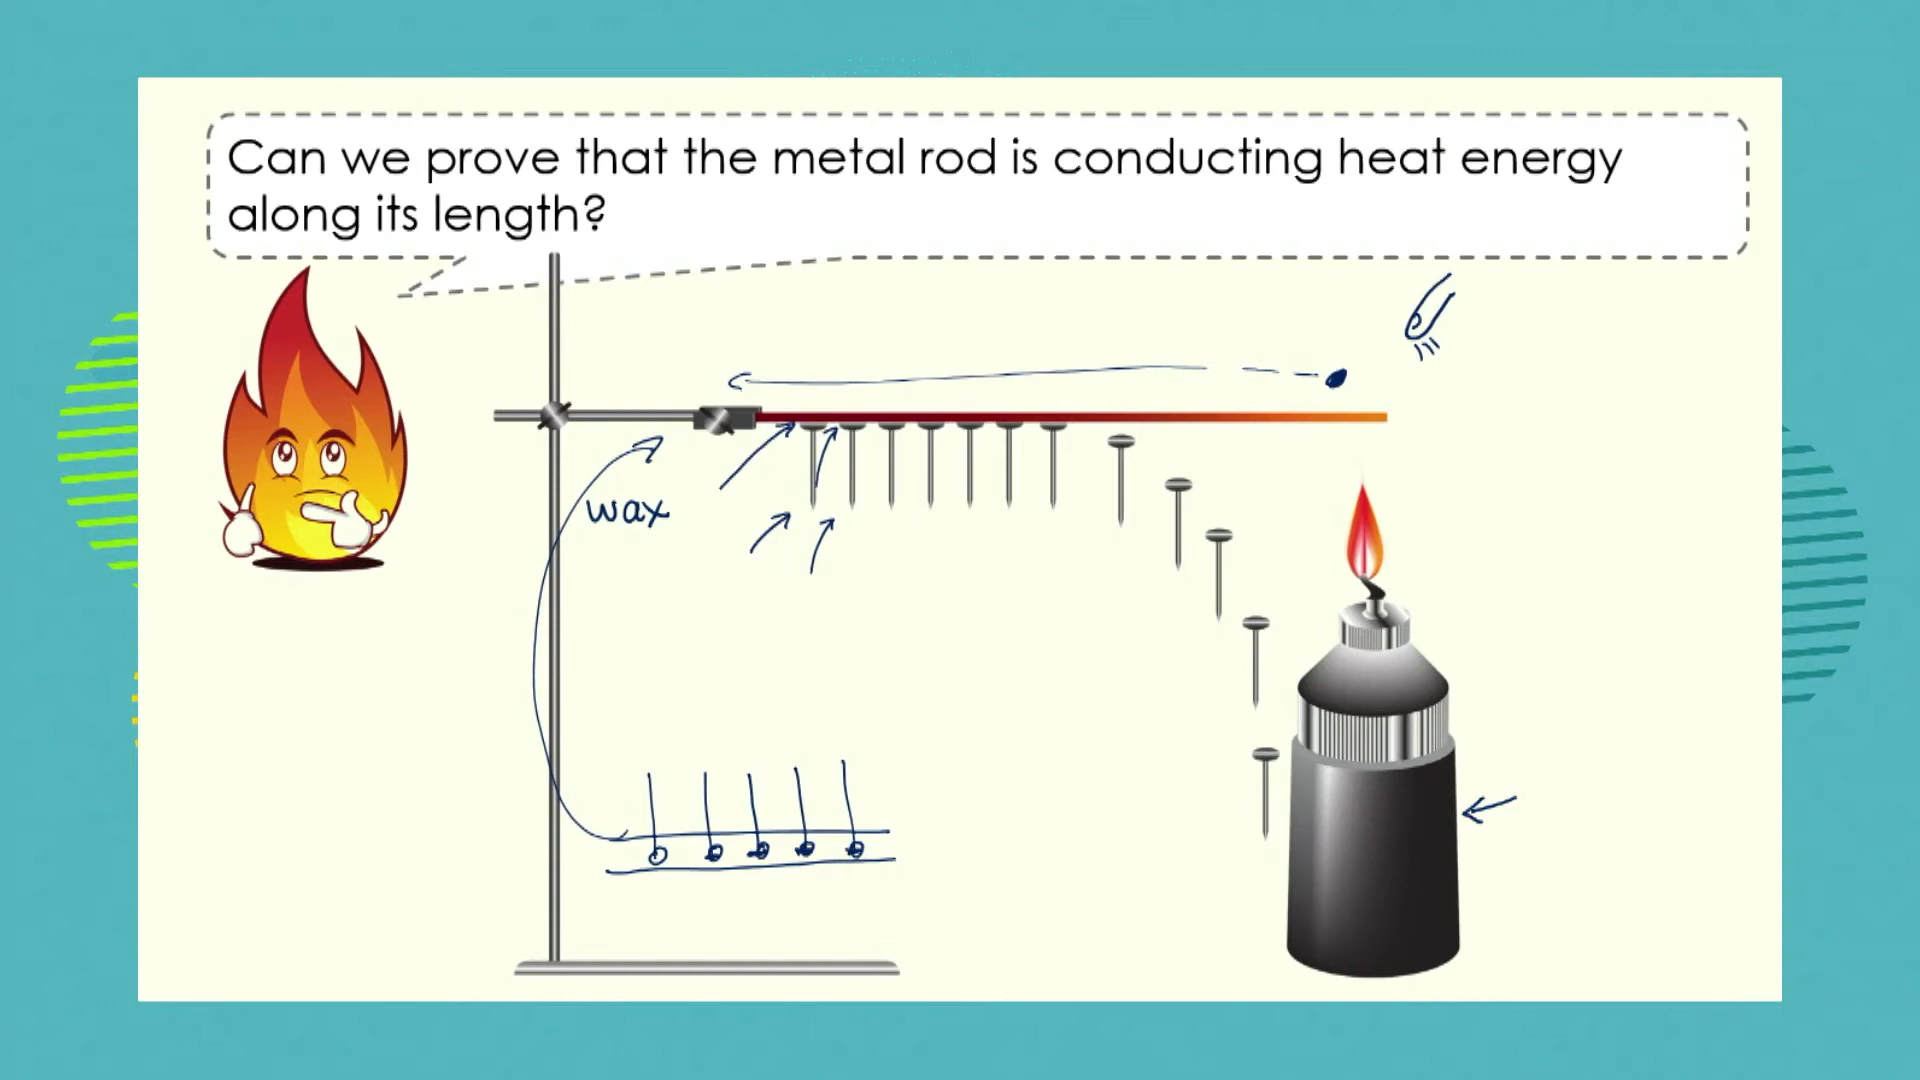 Can we prove that the metal rod is conducting heat energy
along its length?
wax